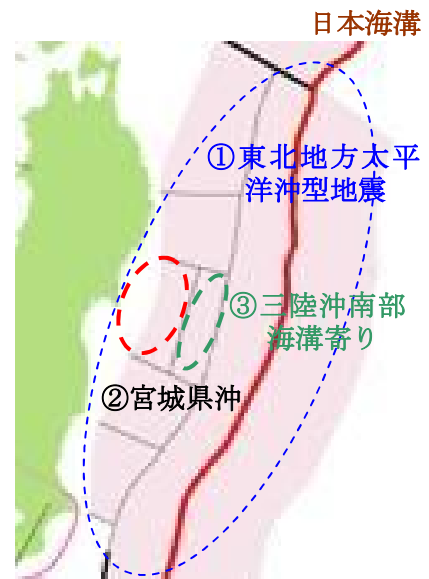 日本海溝
①東北地方太平
洋沖型地震
③三陸沖南部
海溝寄り
②宮城県沖